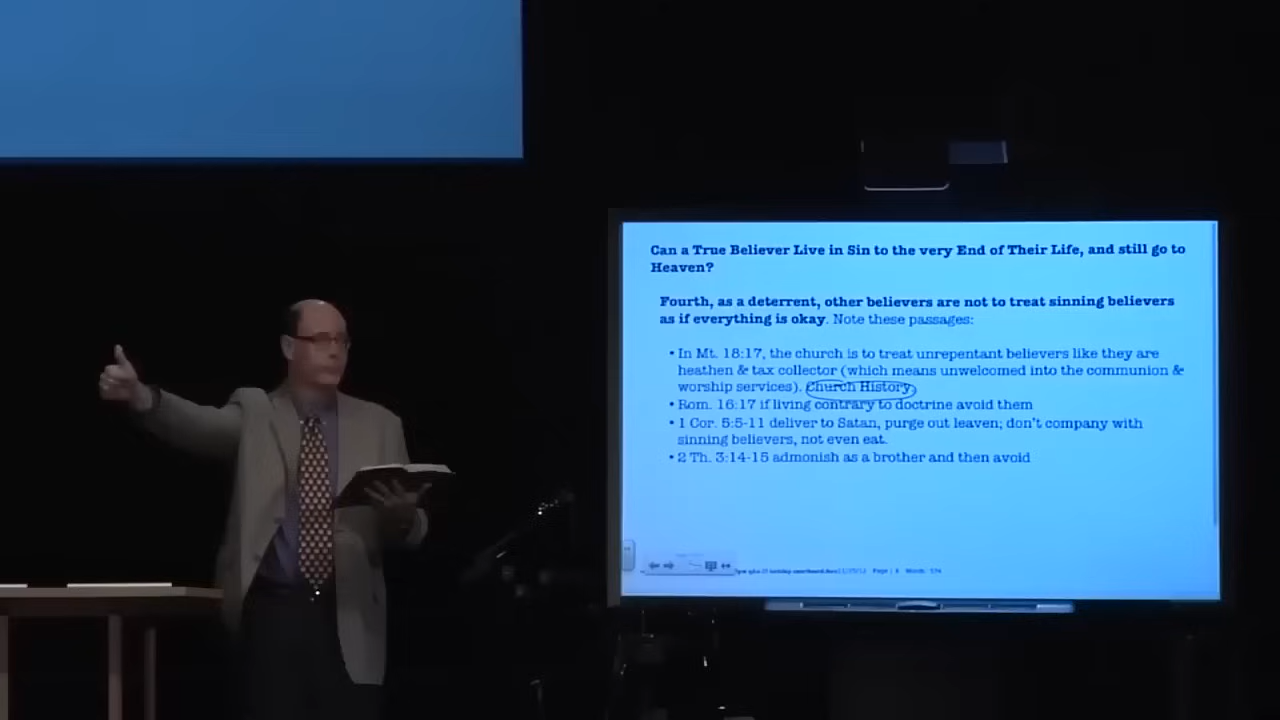 Can a True Believer Live in Sin to the very End of Their Life, and still go to
Heaven?
Fourth, as a deterrent, other believers are not to treat sinning believers
as if everything is okay. Note these passages:
• In Mt. 18:17, the church is to treat unrepentant believers like they are
heathen & tax collector (which means unwelcomed into the communion &
worship services). Church History.
• Rom. 16:17 if living contrary to doctrine avoid them
• 1 Cor. 5:5-11 deliver to Satan, purge out leaven; don't company with
sinning believers, not even eat.
• 2 Th. 3:14-15 admonish as a brother and then avoid
Page | 8 Words: